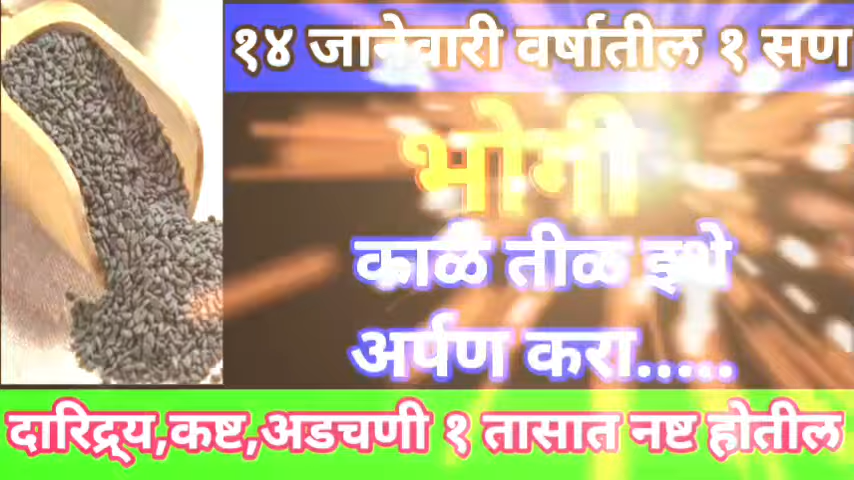 १४ जानेवारी वर्षातील १ सण
भोगी
काळे तीळ इथे
अर्पण करा.....
दारिद्र्य,कष्ट,अडचणी १ तासात नष्ट होतील